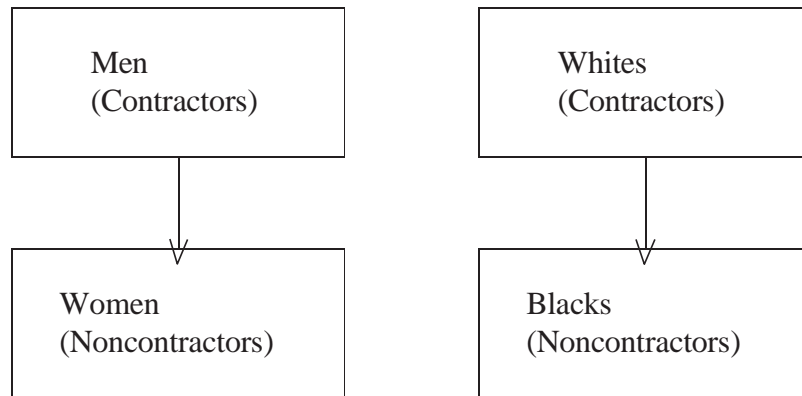 Men
(Contractors)
Whites
(Contractors)
Women
(Noncontractors)
Blacks
(Noncontractors)